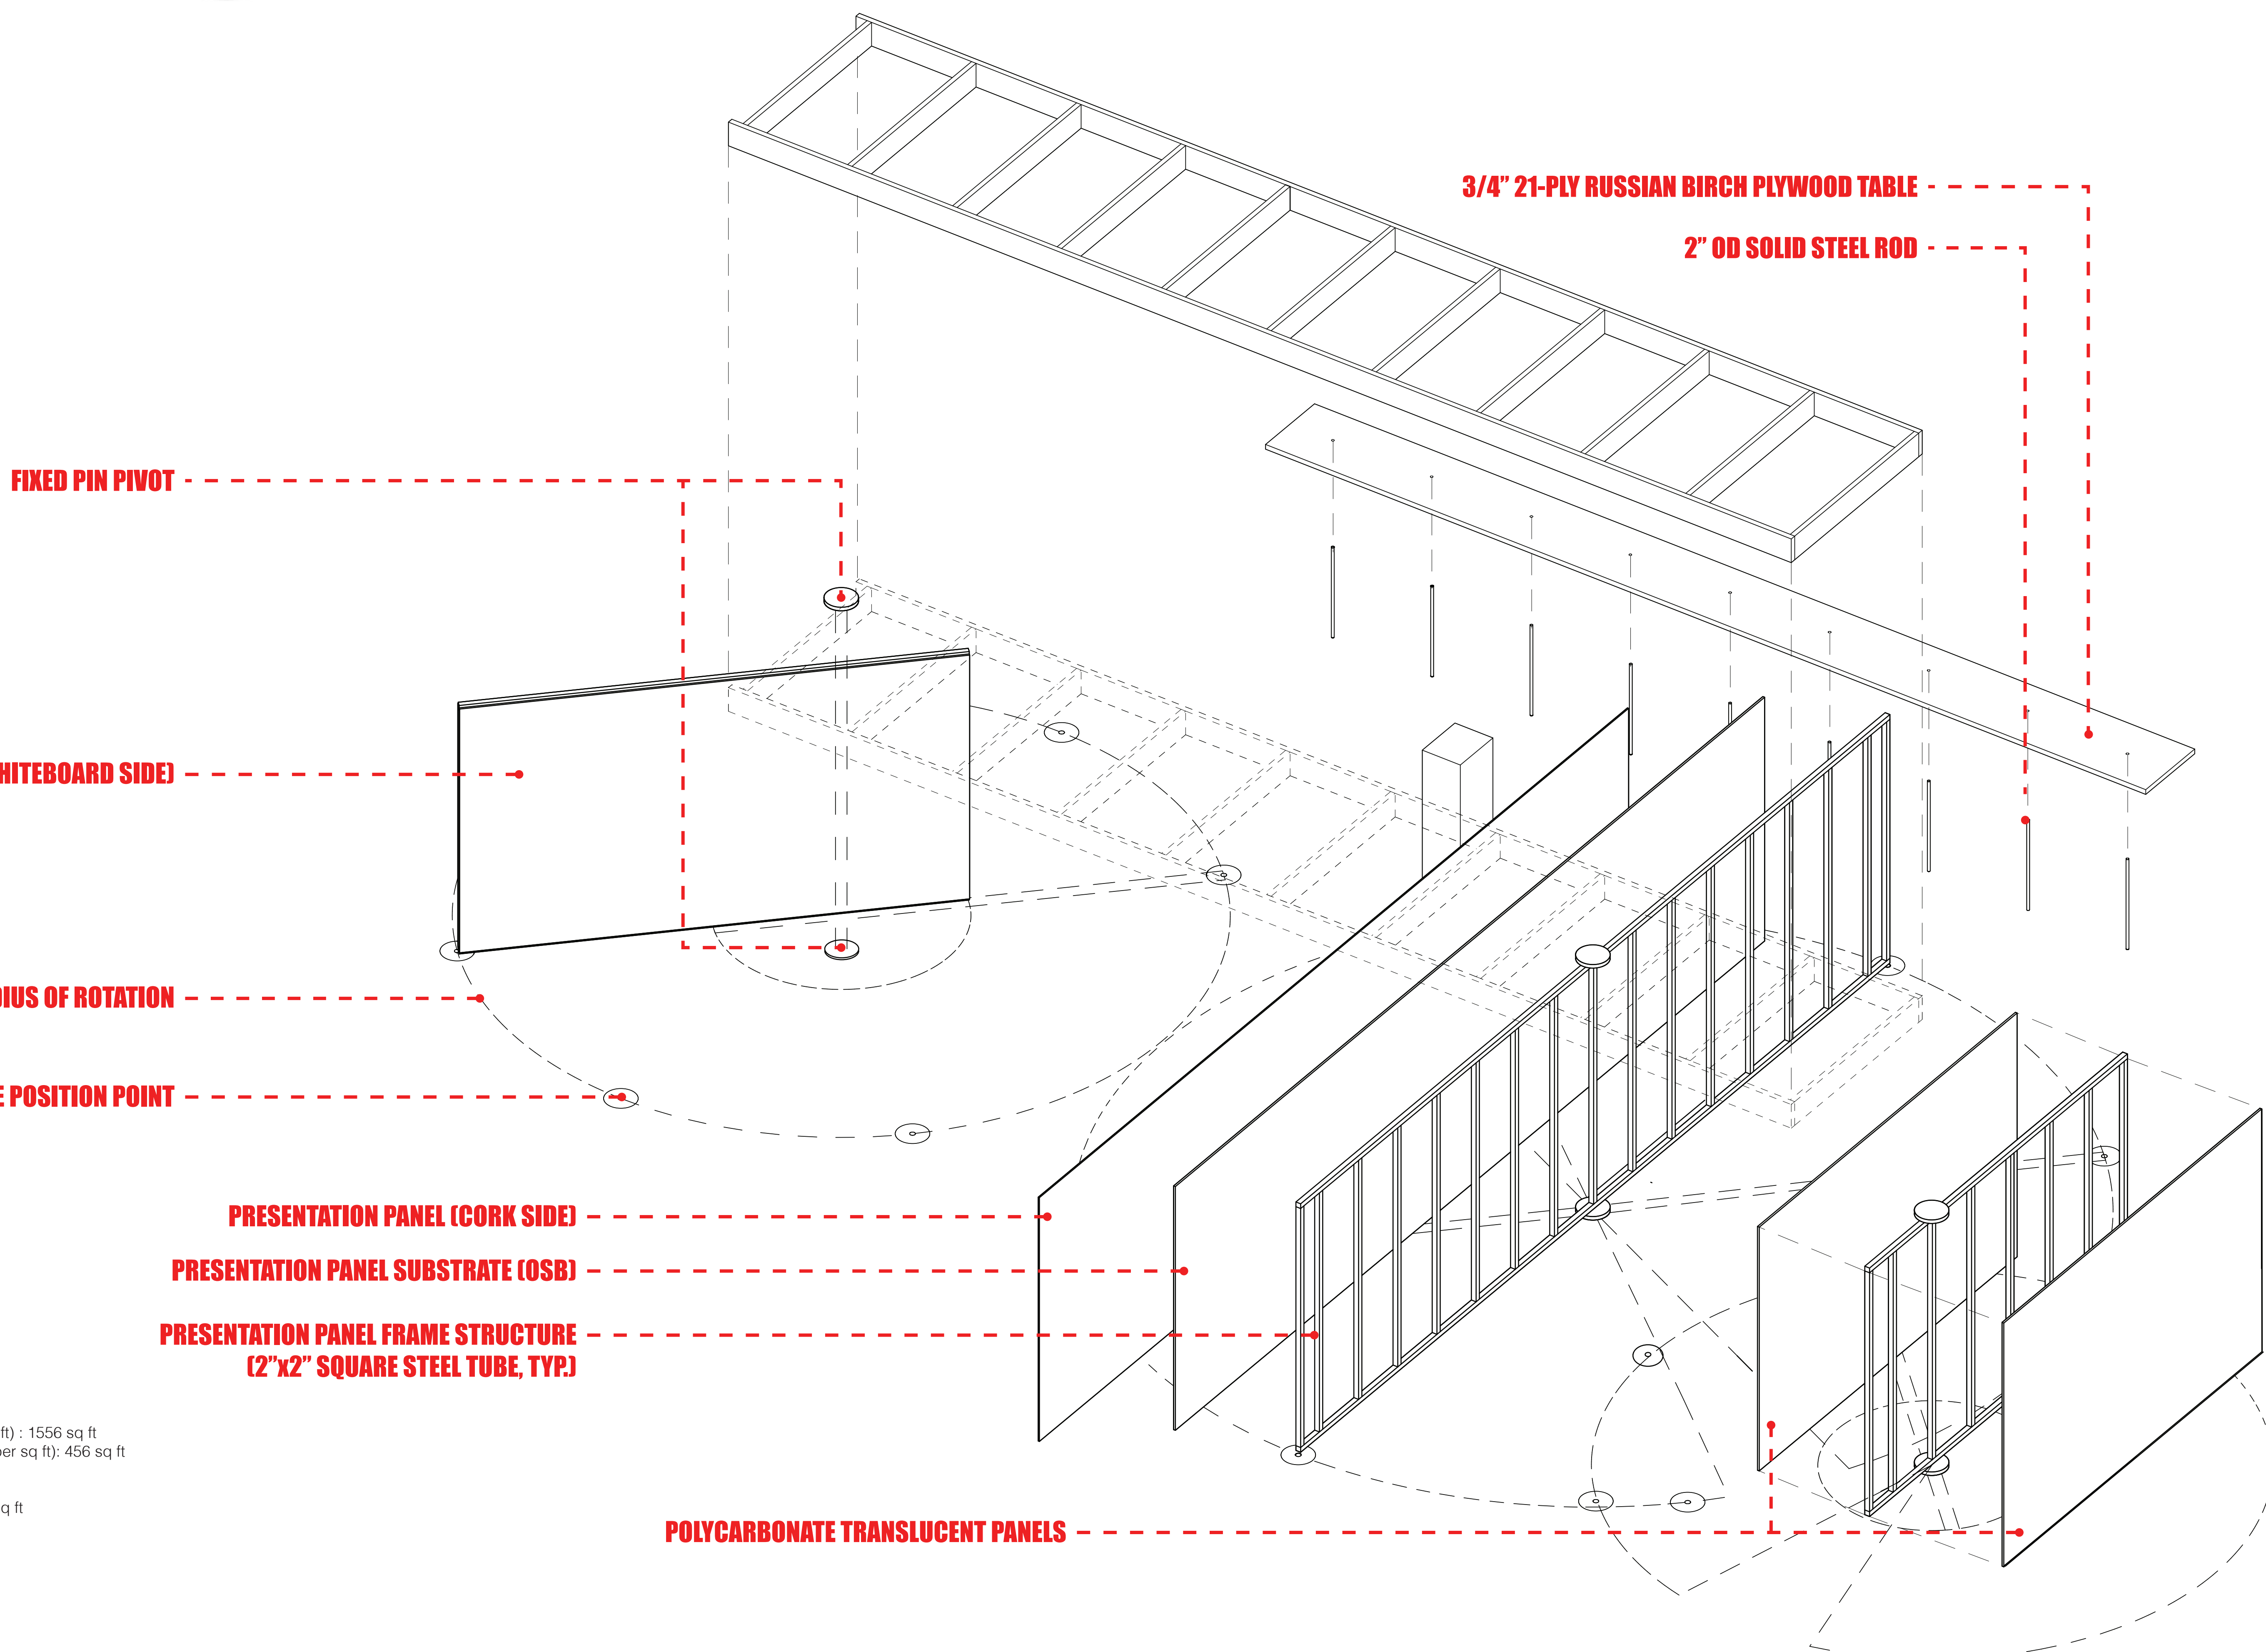 3/4” 21-PLY RUSSIAN BIRCH PLYWOOD TABLE
2” OD SOLID STEEL ROD
FIXED PIN PIVOT
HITEBOARD SIDE)
DIUS OF ROTATION
E POSITION POINT
PRESENTATION PANEL (CORK SIDE)
PRESENTATION PANEL SUBSTRATE (OSB)
PRESENTATION PANEL FRAME STRUCTURE
(2”x2” SQUARE STEEL TUBE, TYP.)
ft) : 1556 sq ft
per sq ft): 456 sq ft
q ft
POLYCARBONATE TRANSLUCENT PANELS